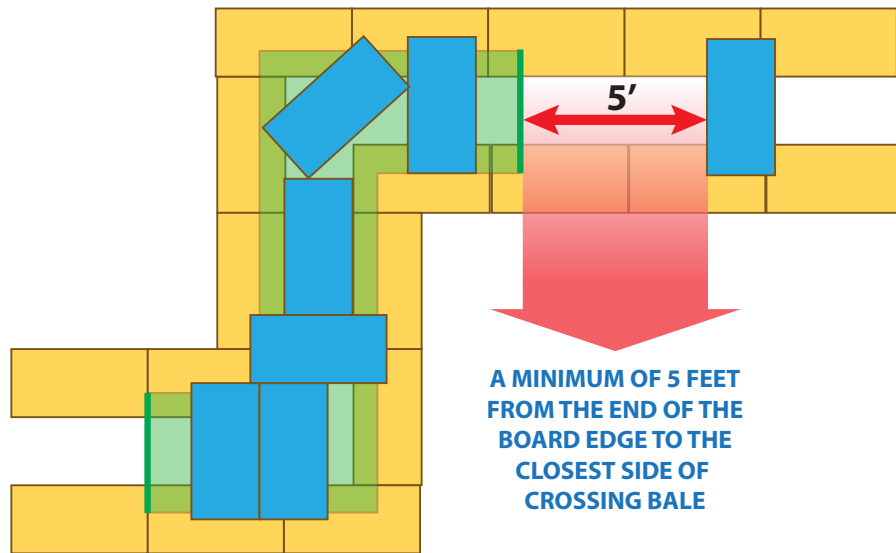 5’
A MINIMUM OF 5 FEET
FROM THE END OF THE
BOARD EDGE TO THE
CLOSEST SIDE OF
CROSSING BALE